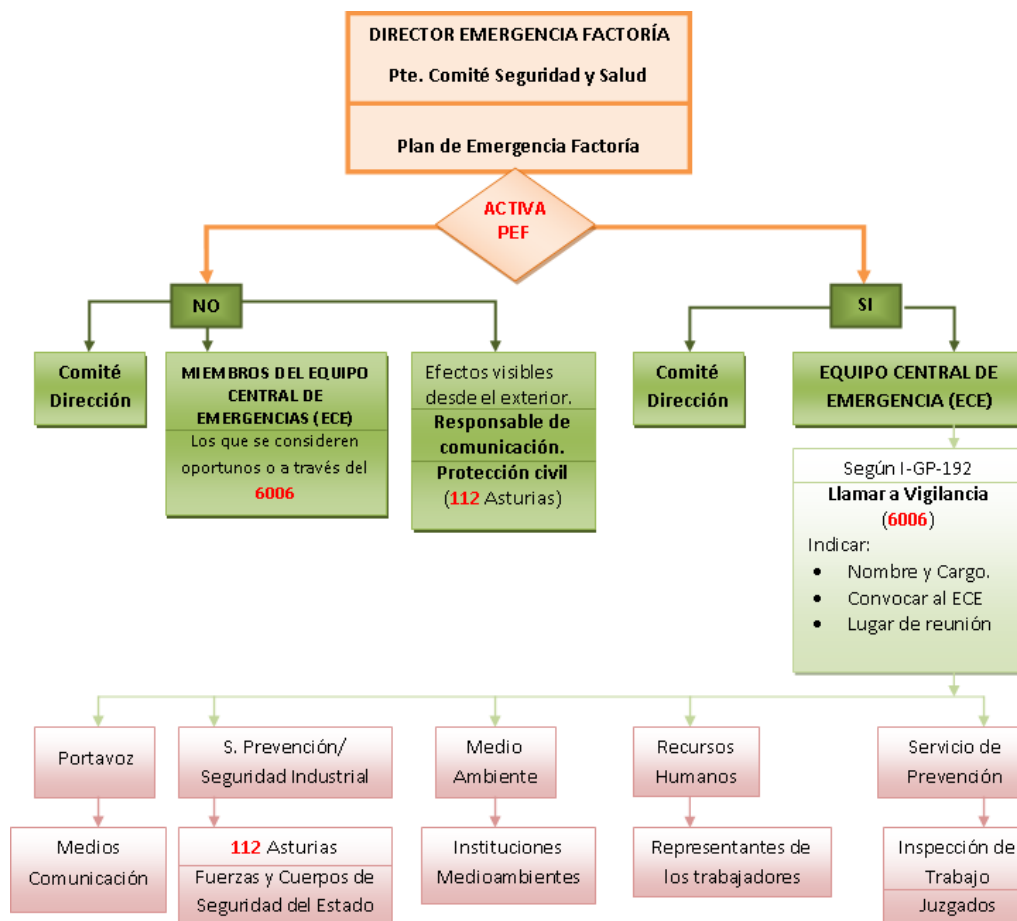 DIRECTOR EMERGENCIA FACTORÍA
Pte. Comité Seguridad y Salud
Plan de Emergencia Factoría
ACTIVA
PEF
NO
SI
Comité
Dirección
MIEMBROS DEL EQUIPO
CENTRAL DE
EMERGENCIAS (ECE)
Los que se consideren
oportunos o a través del
6006
Efectos visibles
desde el exterior.
Responsable de
comunicación.
Protección civil
(112 Asturias)
Comité
Dirección
EQUIPO CENTRAL DE
EMERGENCIA (ECE)
Según I-GP-192
Llamar a Vigilancia
(6006)
Indicar:
• Nombre y Cargo.
• Convocar al ECE
• Lugar de reunión
Portavoz
S. Prevención/
Seguridad Industrial
Medio
Ambiente
Recursos
Humanos
Servicio de
Prevención
Medios
Comunicación
112 Asturias
Fuerzas y Cuerpos de
Seguridad del Estado
Instituciones
Medioambientes
Representantes de
los trabajadores
Inspección de
Trabajo
Juzgados